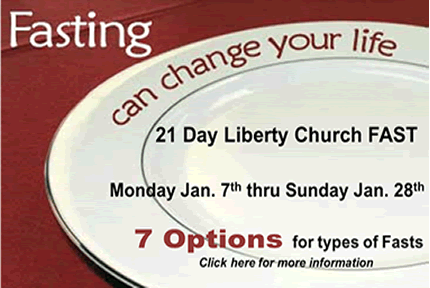 Fasting
can change your life
21 Day Liberty Church FAST
Monday Jan. 7th thru Sunday Jan. 28th
7 Options for types of Fasts
Click here for more information